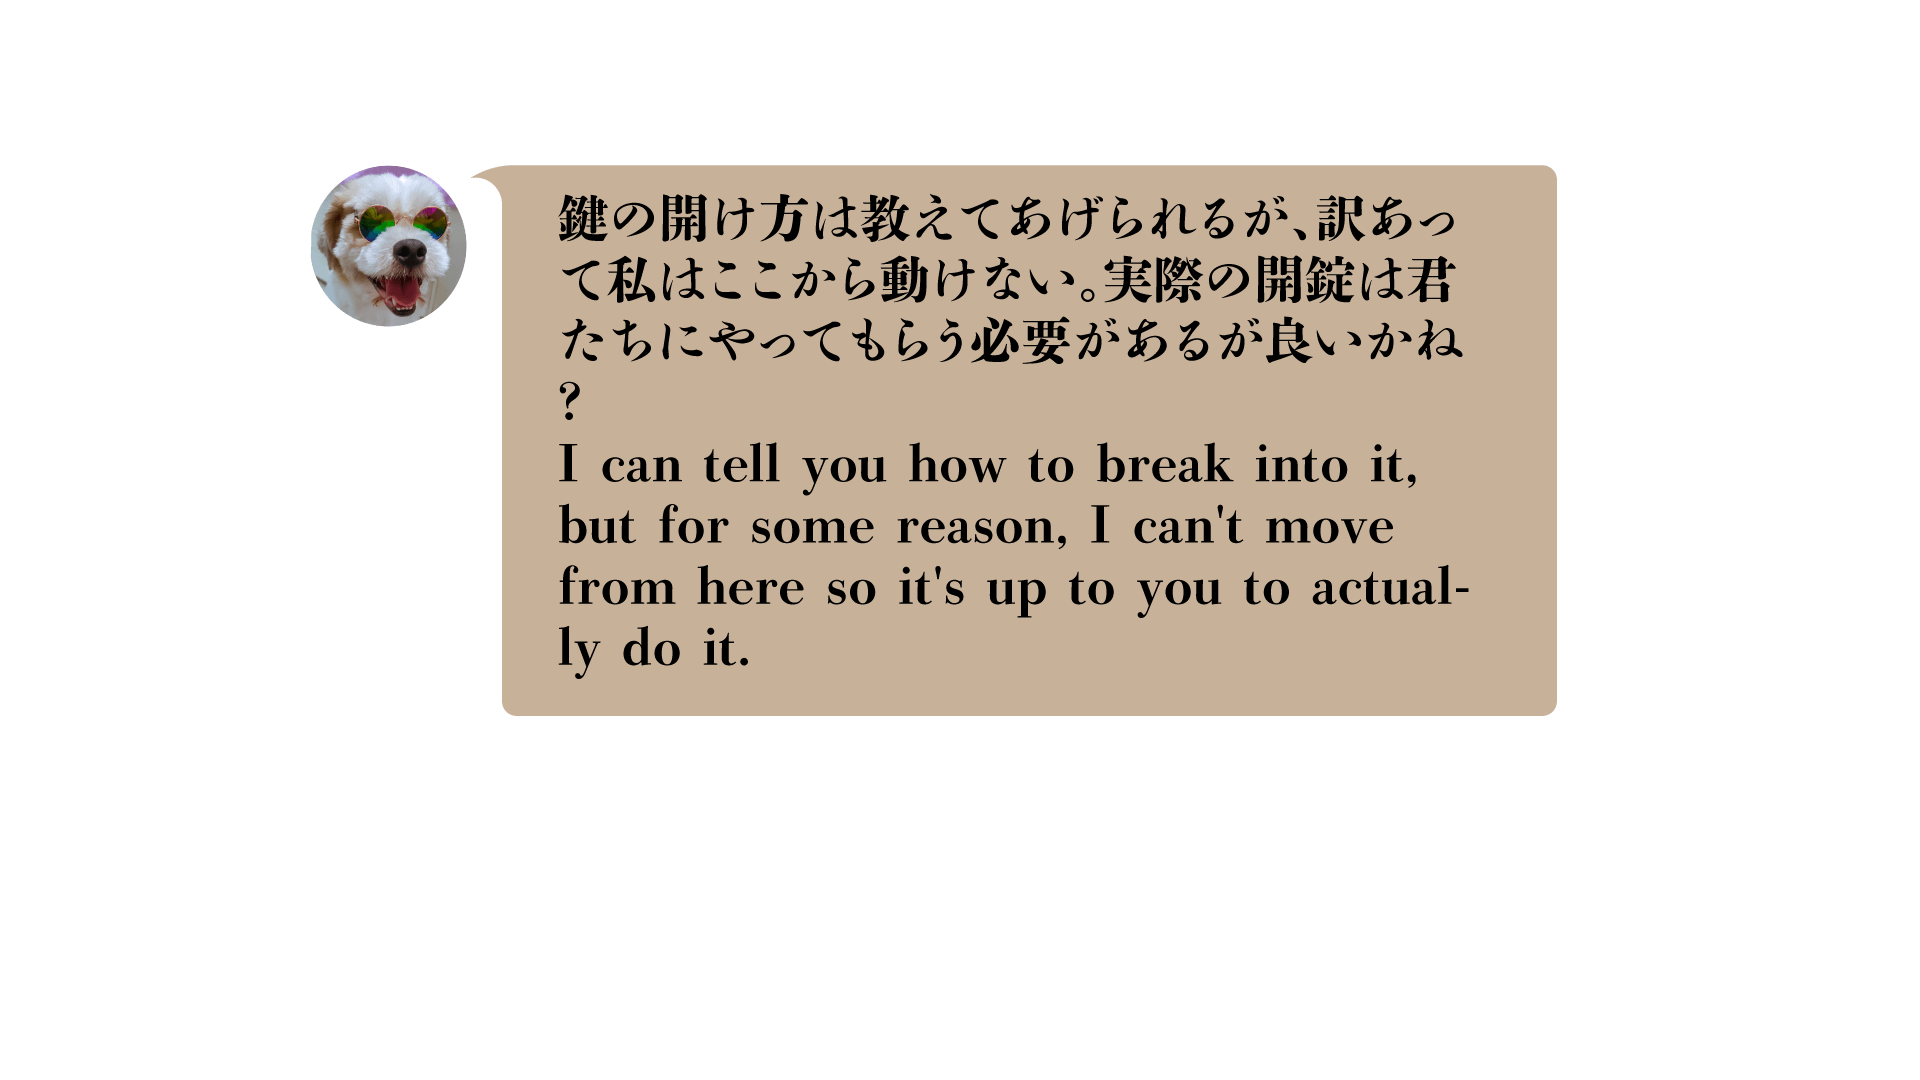 鍵の開け方は教えてあげられるが、訳あっ
て私はここから動けない。実際の開錠は君
たちにやってもらう必要があるが良いかね
?
I can tell you how to break into it,
but for some reason, I can't move
from here so it's up to you to actual-
ly do it.